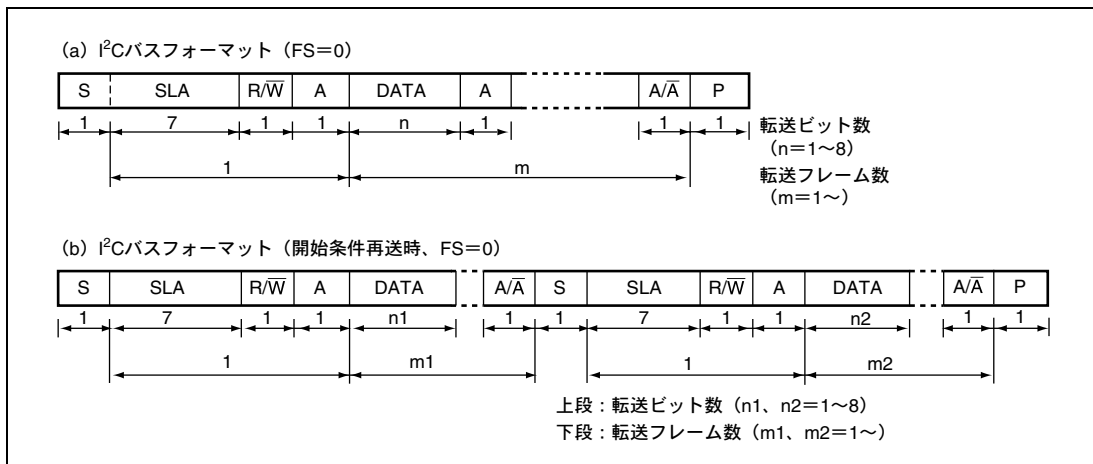 (a) I²Cバスフォーマット（FS＝0）
S SLA R/W̅ A DATA A A/A̅ P
1 7 1 1 n 1 1 1
転送ビット数
（n＝1～8）
1 m
転送フレーム数
（m＝1～）
(b) I²Cバスフォーマット（開始条件再送時、FS＝0）
S SLA R/W̅ A DATA A/A̅ S SLA R/W̅ A DATA A/A̅ P
1 7 1 1 n1 1 1 7 1 1 n2 1 1
1 m1 1 m2
上段：転送ビット数（n1、n2＝1～8）
下段：転送フレーム数（m1、m2＝1～）